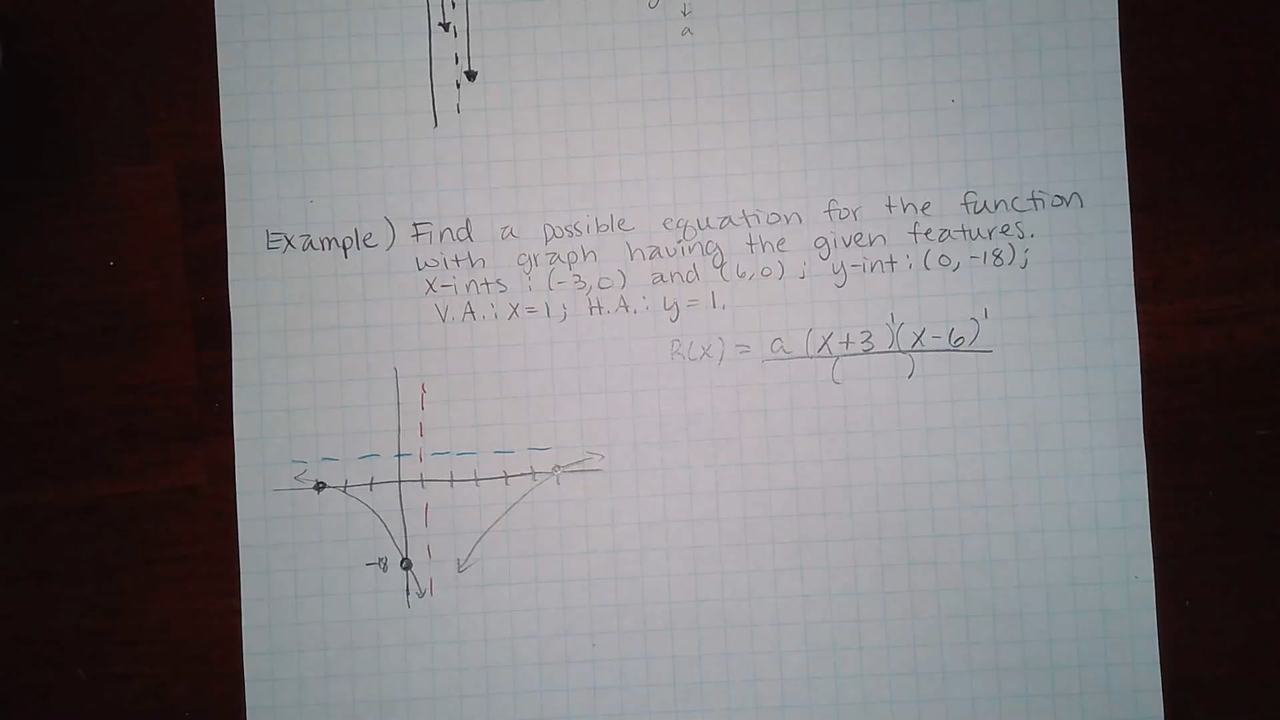 a
Example) Find a possible equation for the function
with graph having the given features.
x-ints : (-3,0) and (6,0) ; y-int : (0, -18);
V.A. : x=1 ; H.A. : y = 1.
R(x) = a (x+3)¹(x-6)¹
( )
-18